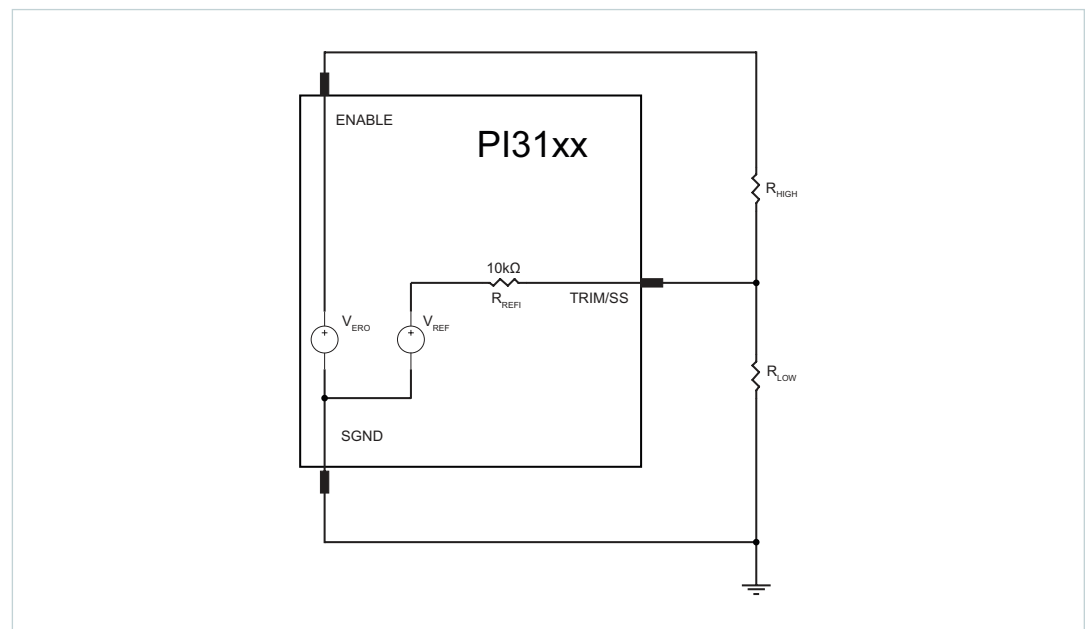 ENABLE
PI31xx
R_HIGH
10kΩ
R_REFI
TRIM/SS
V_ERO
V_REF
R_LOW
SGND